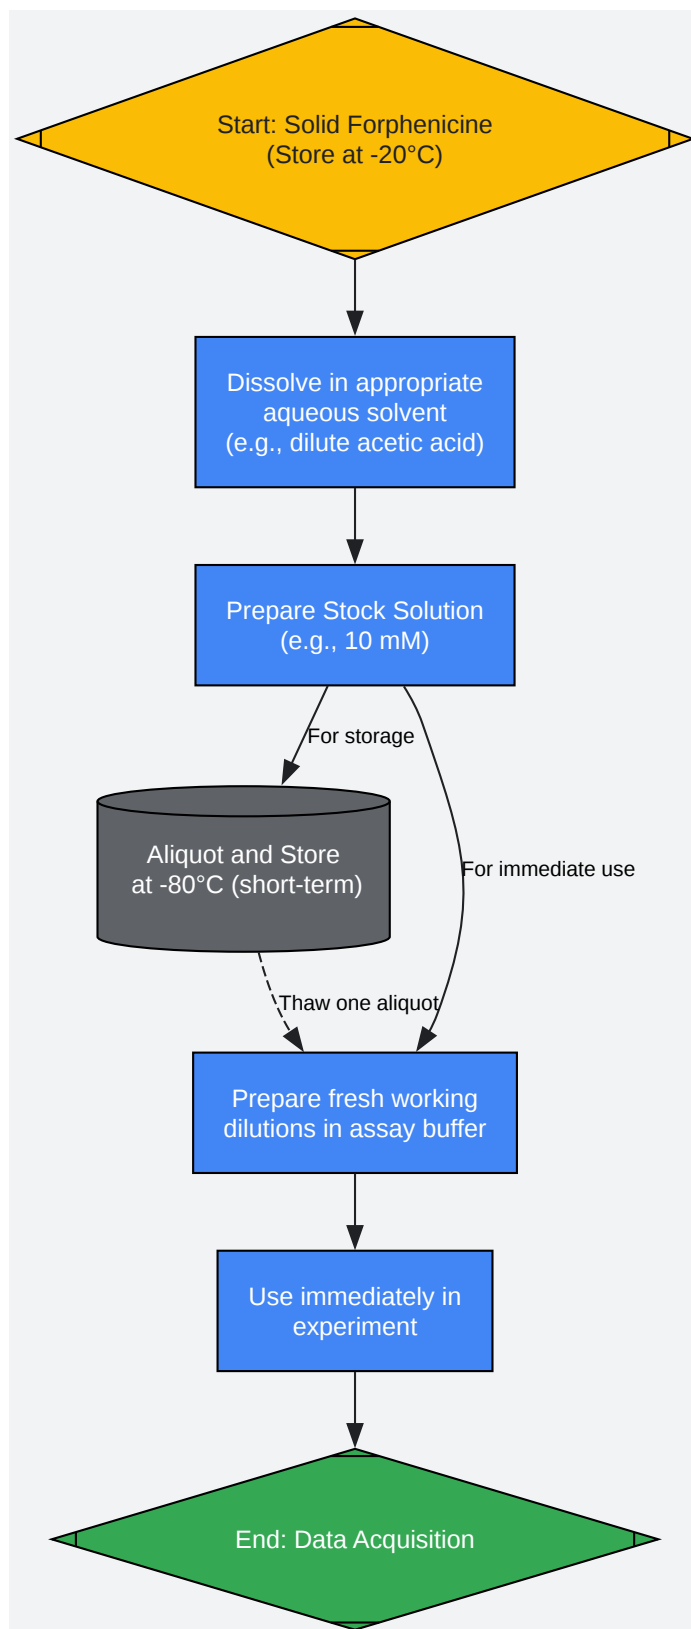 Start: Solid Forphenicine
(Store at -20°C)
Dissolve in appropriate
aqueous solvent
(e.g., dilute acetic acid)
Prepare Stock Solution
(e.g., 10 mM)
For storage
Aliquot and Store
at -80°C (short-term)
For immediate use
Thaw one aliquot
Prepare fresh working
dilutions in assay buffer
Use immediately in
experiment
End: Data Acquisition